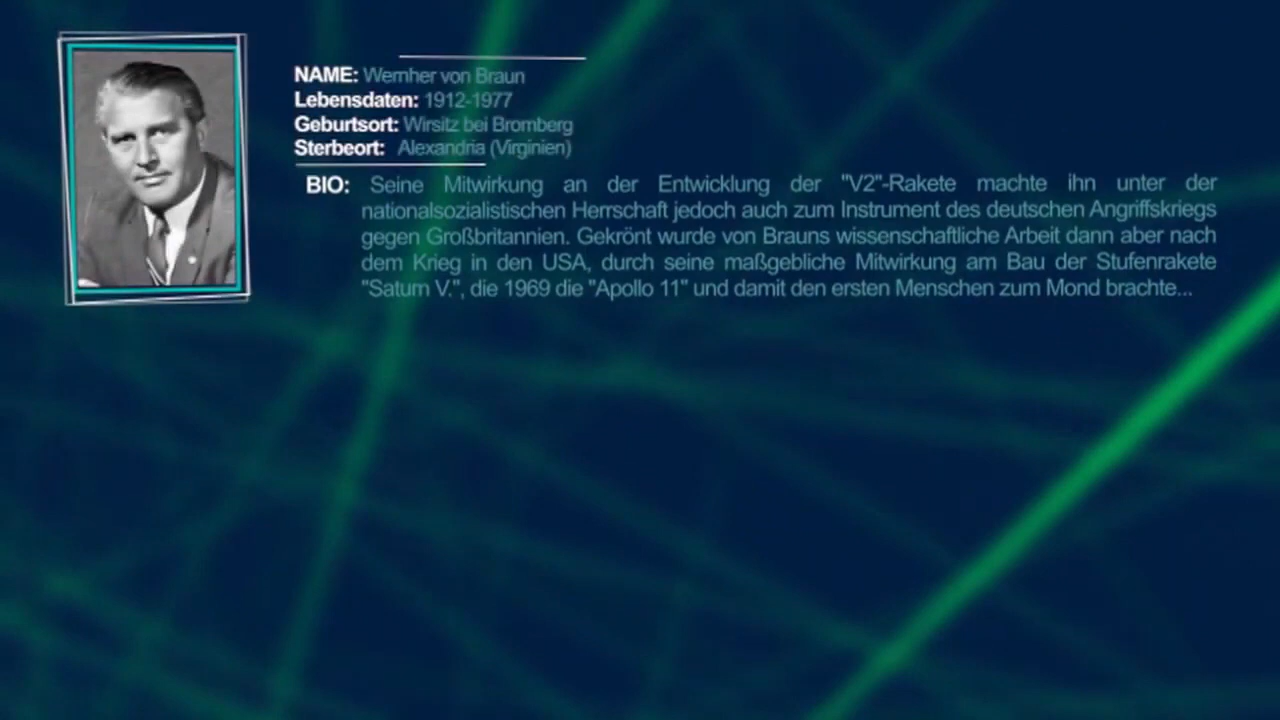 NAME: Wernher von Braun
Lebensdaten: 1912-1977
Geburtsort: Wirsitz bei Bromberg
Sterbeort: Alexandria (Virginien)
BIO: Seine Mitwirkung an der Entwicklung der "V2"-Rakete machte ihn unter der
nationalsozialistischen Herrschaft jedoch auch zum Instrument des deutschen Angriffskriegs
gegen Großbritannien. Gekrönt wurde von Brauns wissenschaftliche Arbeit dann aber nach
dem Krieg in den USA, durch seine maßgebliche Mitwirkung am Bau der Stufenrakete
"Saturn V.", die 1969 die "Apollo 11" und damit den ersten Menschen zum Mond brachte...